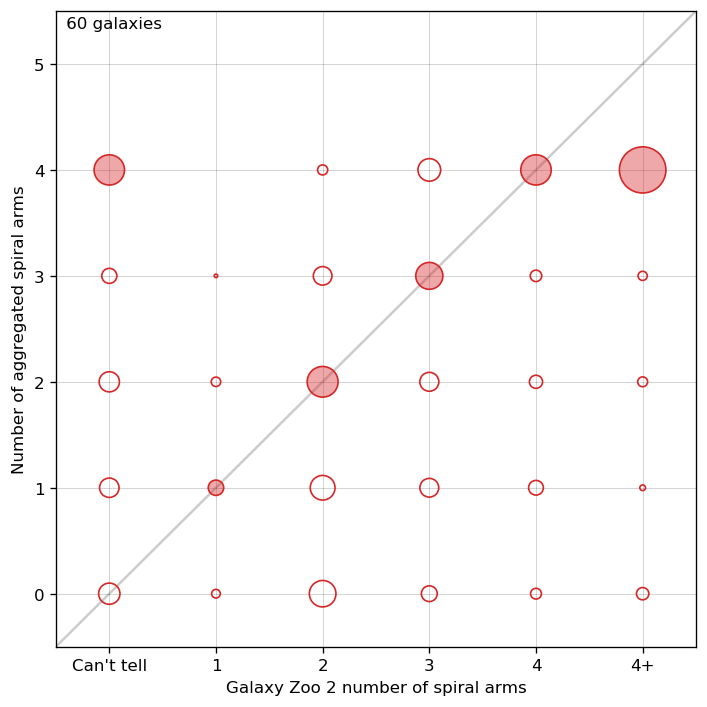 60 galaxies
Number of aggregated spiral arms
5
4
3
2
1
0
Can't tell
1
2
3
4
4+
Galaxy Zoo 2 number of spiral arms